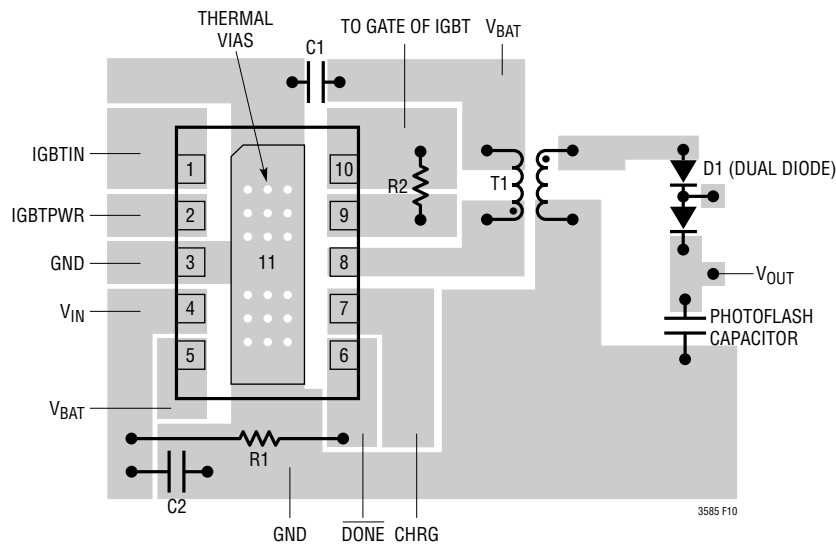 THERMAL
VIAS
C1
TO GATE OF IGBT
V_BAT
IGBTIN
1
10
R2
T1
D1 (DUAL DIODE)
IGBTPWR
2
9
GND
3
11
8
V_OUT
V_IN
4
7
PHOTOFLASH
CAPACITOR
5
6
V_BAT
R1
C2
GND
D̅O̅N̅E̅
CHRG
3585 F10